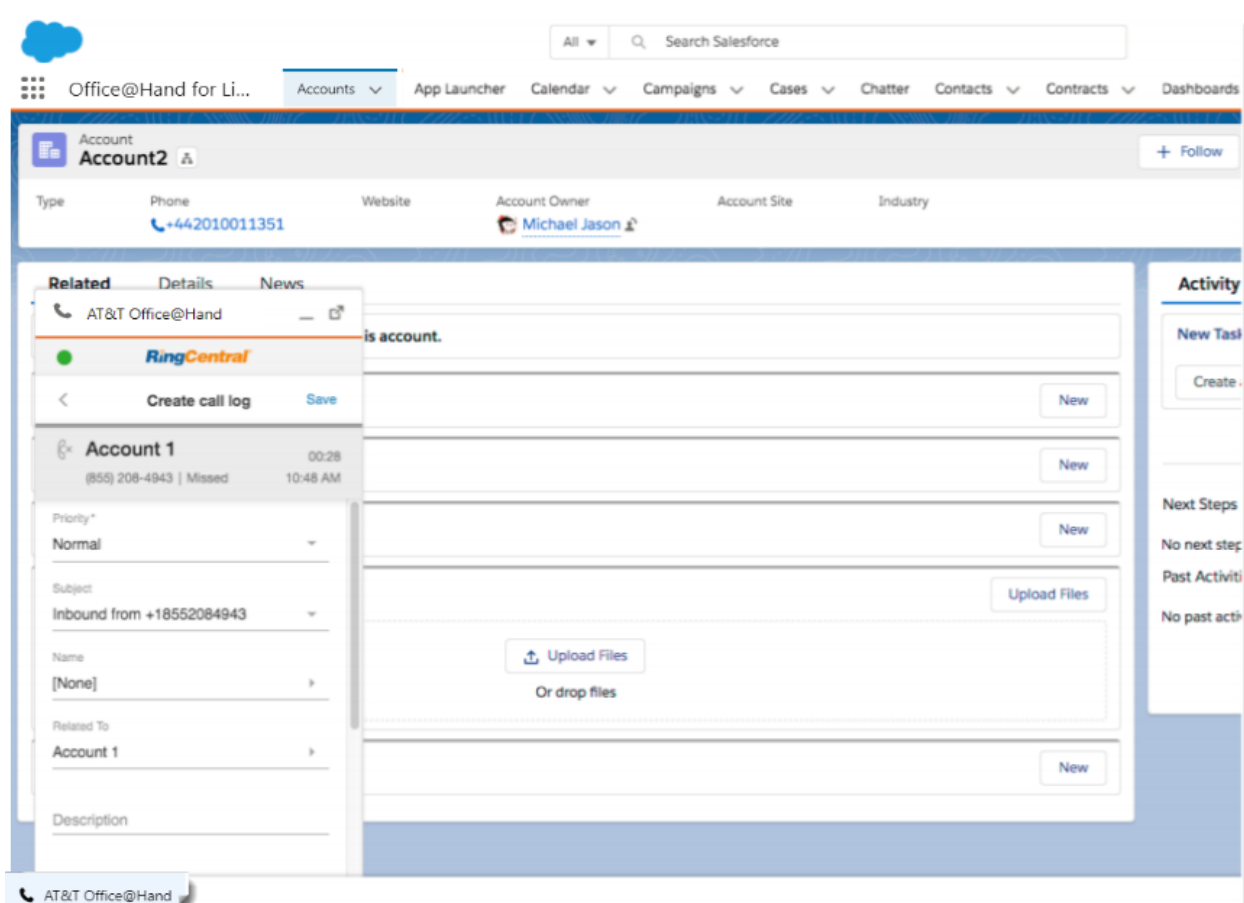 All Search Salesforce
Office@Hand for Li... Accounts App Launcher Calendar Campaigns Cases Chatter Contacts Contracts Dashboards
Account
Account2
+ Follow
Type Phone Website Account Owner Account Site Industry
+442010011351 Michael Jason
Related Details News
Activity
AT&T Office@Hand
is account.
New Task
RingCentral
Create call log Save
New
Create
Account 1 00:28
(855) 208-4943 | Missed 10:48 AM
New
Priority*
Normal
New
Next Steps
No next step
Subject
Inbound from +18552084943
Upload Files
Past Activiti
No past activ
Name
[None]
Upload Files
Or drop files
Related To
Account 1
New
Description
AT&T Office@Hand